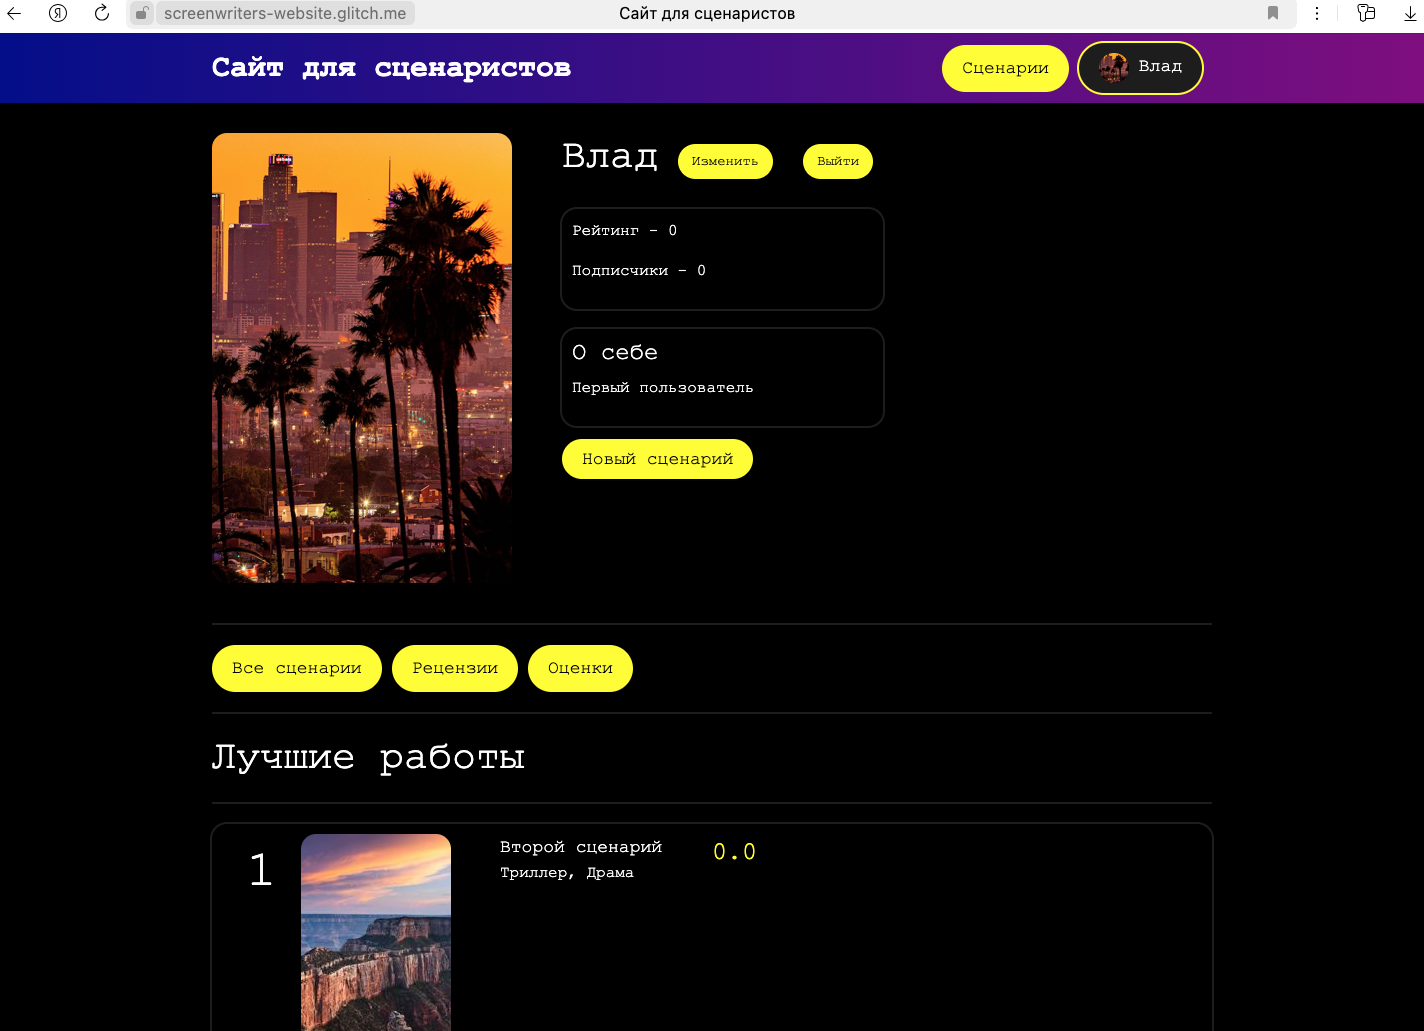 screenwriters-website.glitch.me
Сайт для сценаристов
Сайт для сценаристов
Сценарии
Влад
Влад
Изменить
Выйти
Рейтинг - 0
Подписчики - 0
О себе
Первый пользователь
Новый сценарий
Все сценарии
Рецензии
Оценки
Лучшие работы
1
Второй сценарий
0.0
Триллер, Драма